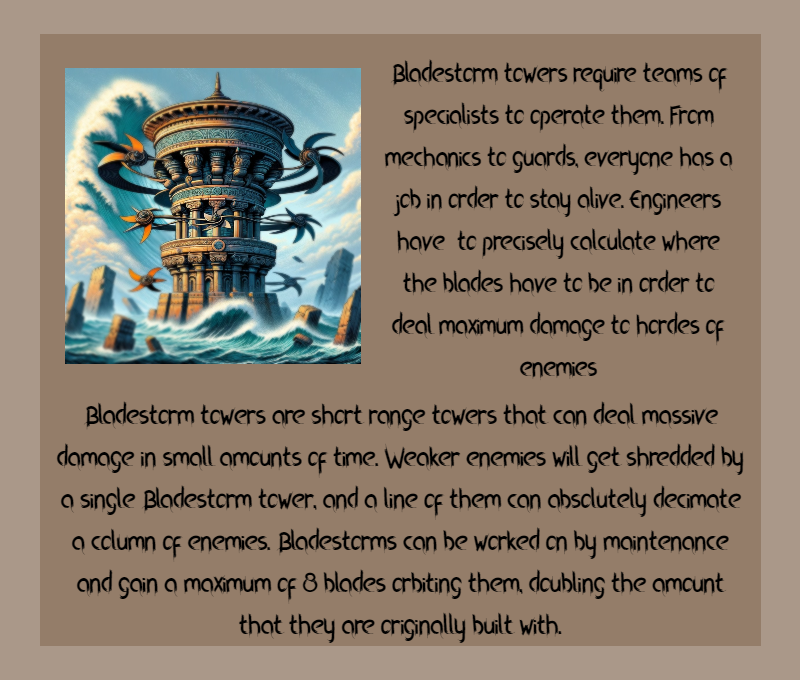 Bladestorm towers require teams of
specialists to operate them. From
mechanics to guards, everyone has a
job in order to stay alive. Engineers
have  to precisely calculate where
the blades have to be in order to
deal maximum damage to hordes of
enemies
Bladestorm towers are short range towers that can deal massive
damage in small amounts of time. Weaker enemies will get shredded by
a single Bladestorm tower, and a line of them can absolutely decimate
a column of enemies. Bladestorms can be worked on by maintenance
and gain a maximum of 8 blades orbiting them, doubling the amount
that they are originally built with.